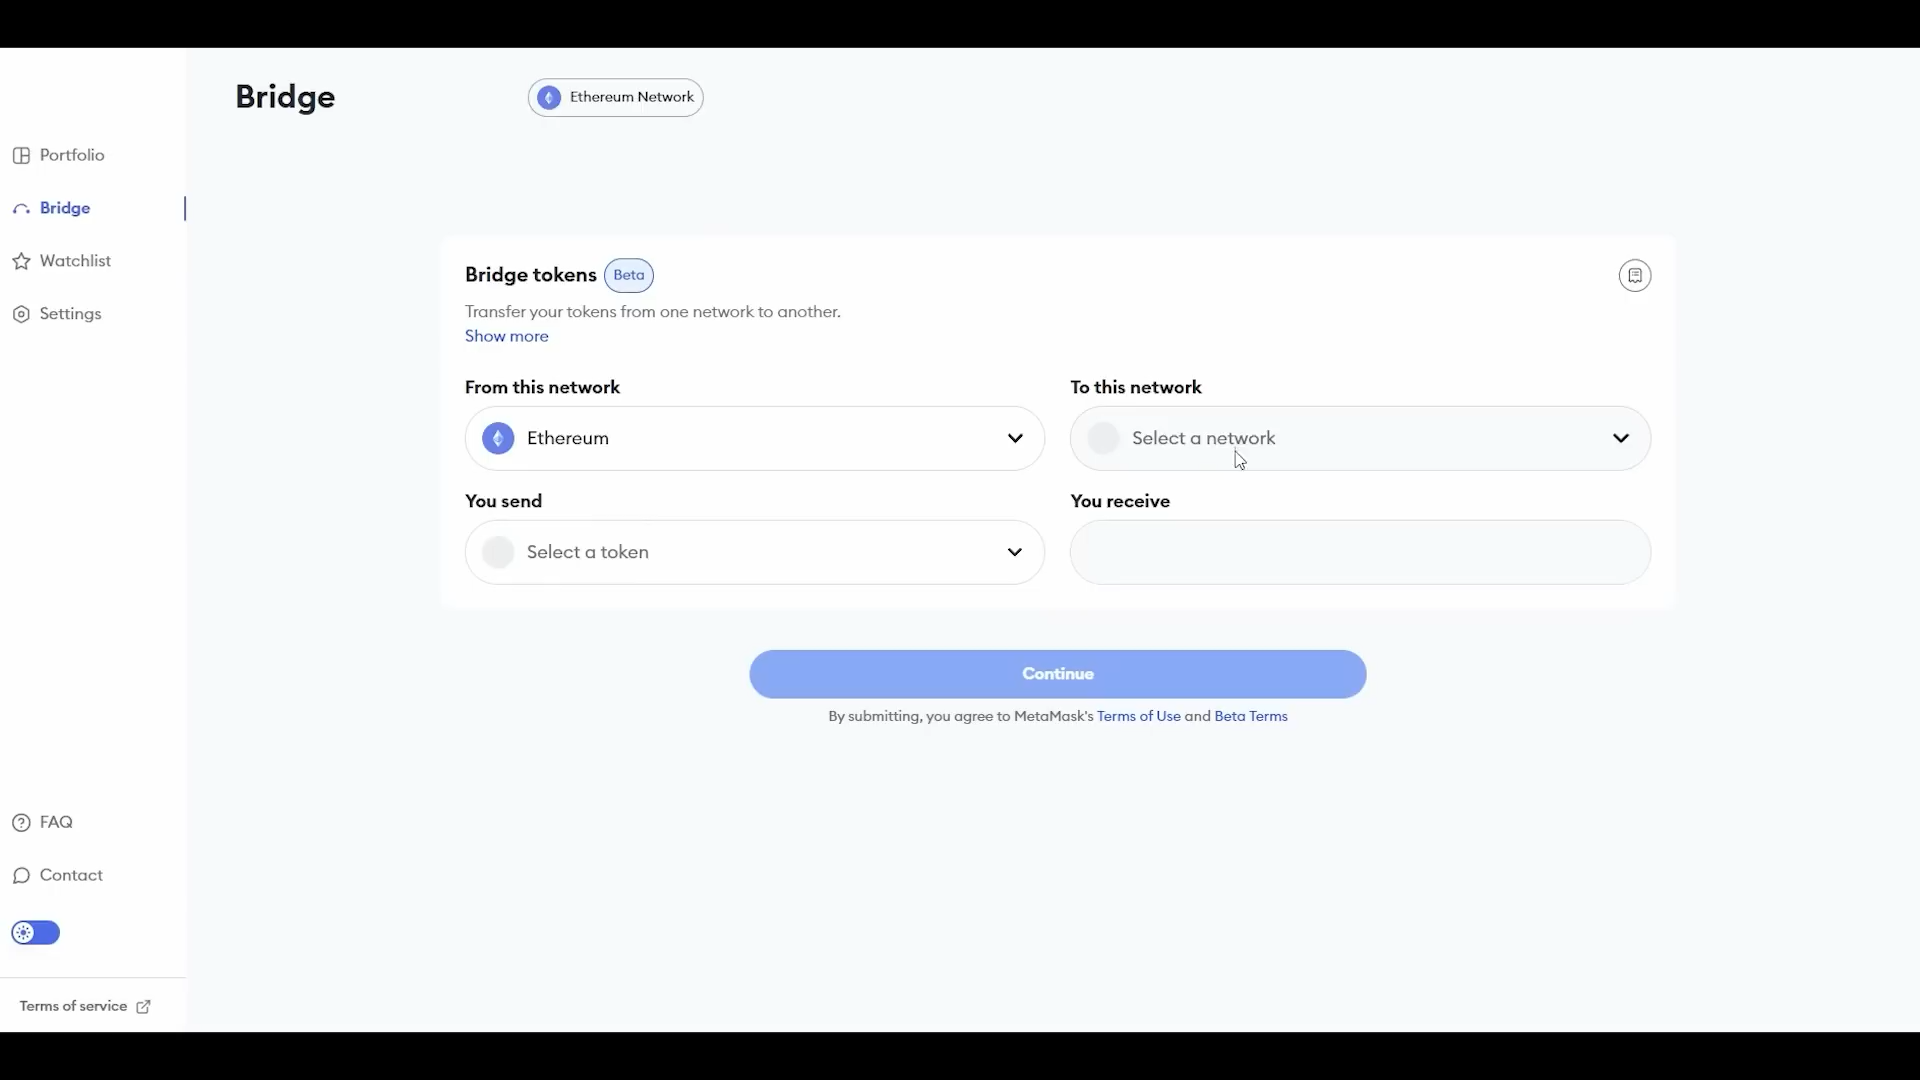 Bridge
Ethereum Network
Portfolio
Bridge
Watchlist
Settings
Bridge tokens Beta
Transfer your tokens from one network to another.
Show more
From this network
To this network
Ethereum
Select a network
You send
You receive
Select a token
Continue
By submitting, you agree to MetaMask's Terms of Use and Beta Terms
FAQ
Contact
Terms of service